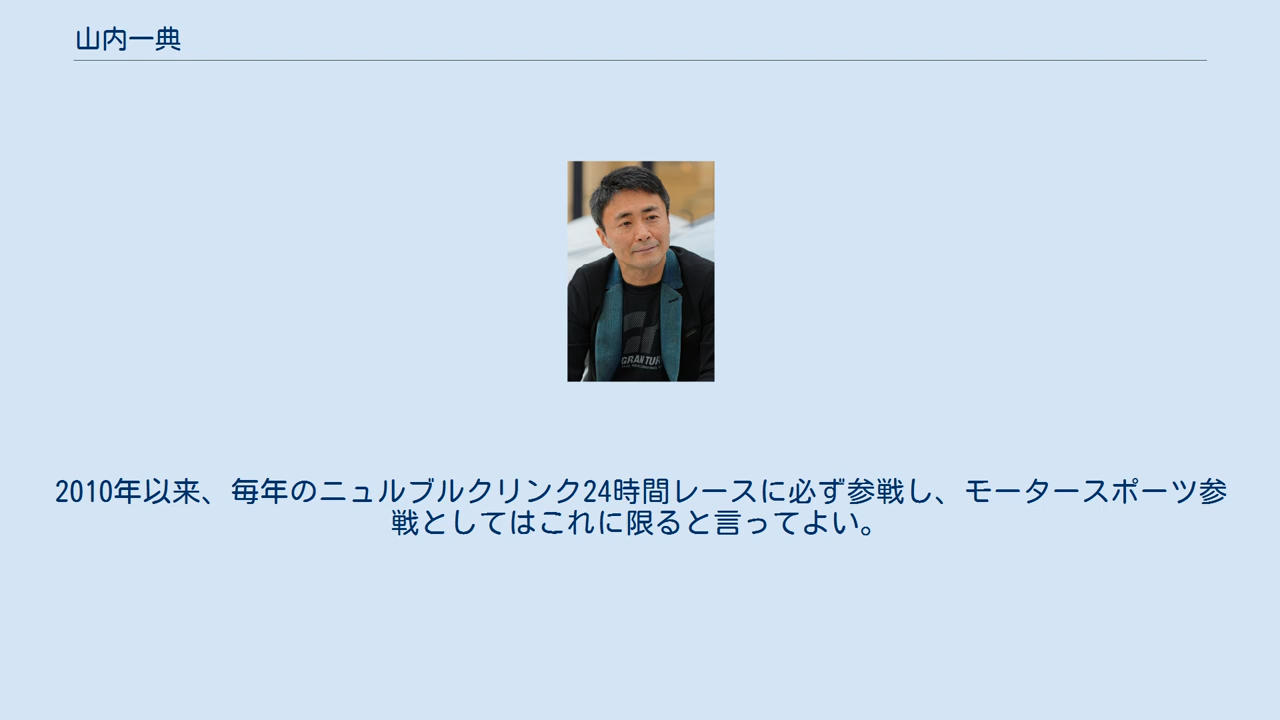 山内一典
GRAN TUR
2010年以来、毎年のニュルブルクリンク24時間レースに必ず参戦し、モータースポーツ参
戦としてはこれに限ると言ってよい。